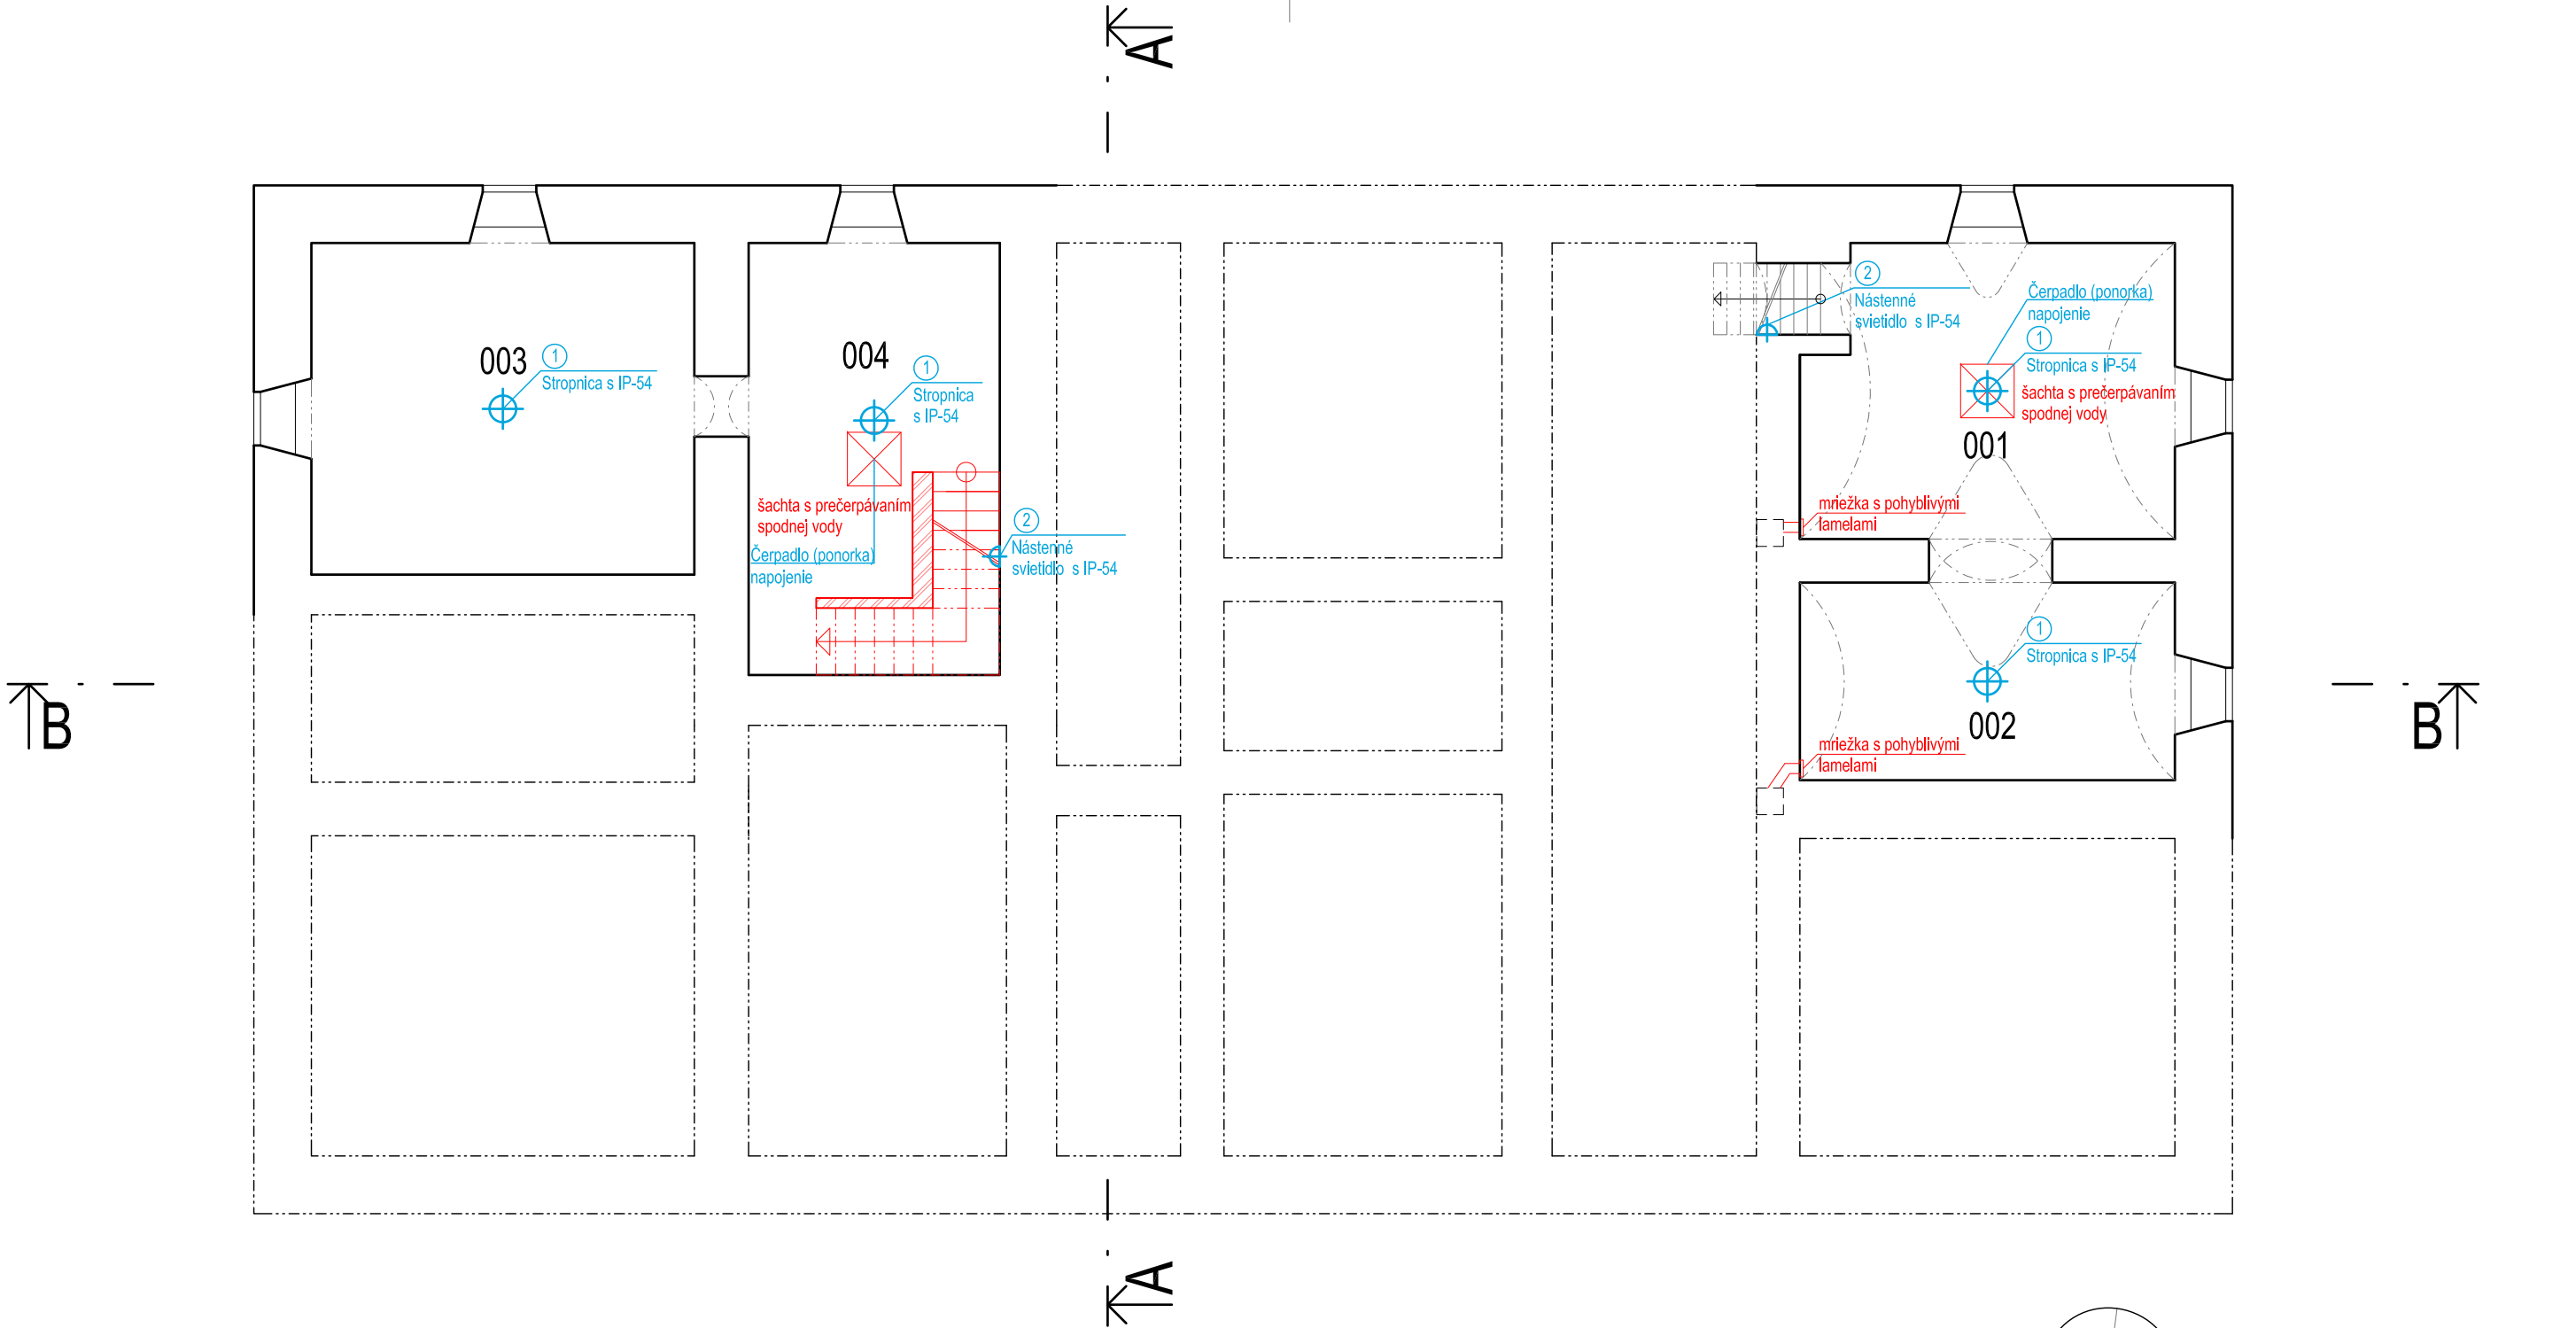 A
2
Nástenné
svietidlo s IP-54
Čerpadlo (ponorka)
napojenie
1
Stropnica s IP-54
šachta s prečerpávaním
spodnej vody
001
003
1
Stropnica s IP-54
004
1
Stropnica
s IP-54
šachta s prečerpávaním
spodnej vody
Čerpadlo (ponorka)
napojenie
2
Nástenné
svietidlo s IP-54
mriežka s pohyblivými
lamelami
1
Stropnica s IP-54
002
mriežka s pohyblivými
lamelami
B
B
A